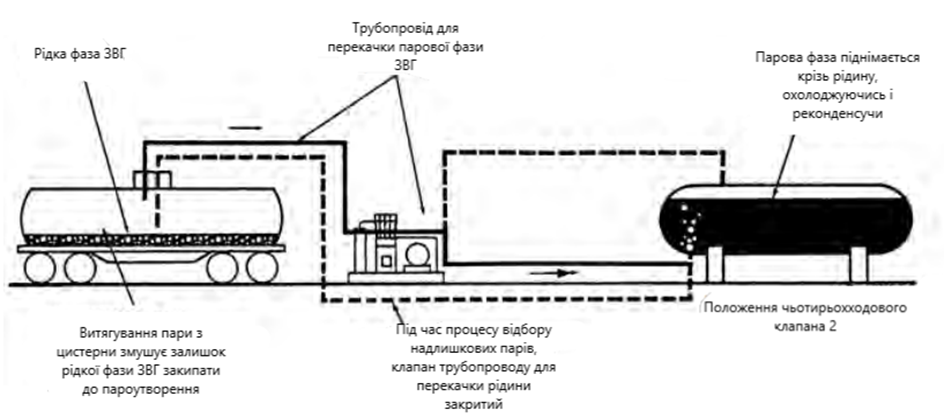 Рідка фаза ЗВГ
Трубопровід для
перекачки парової фази
ЗВГ
Парова фаза піднімається
крізь рідину,
охолоджуючись і
реконденсучи
Витягування пари з
цистерни змушує залишок
рідкої фази ЗВГ закипати
до пароутворення
Під час процесу відбору
надлишкових парів,
клапан трубопроводу для
перекачки рідини
закритий
Положення чьотирьохходового
клапана 2